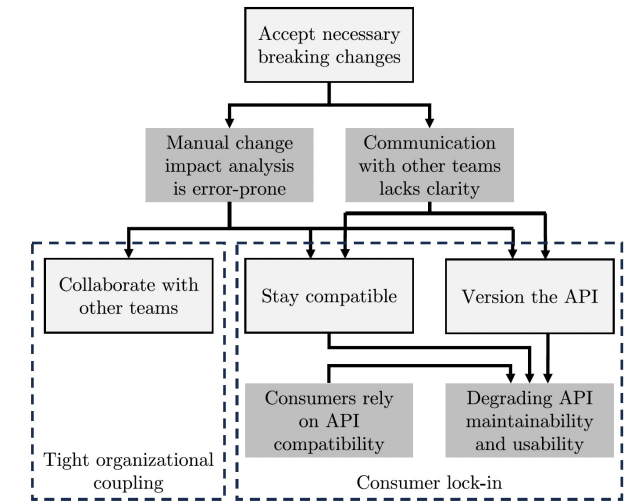 Accept necessary
breaking changes
Manual change
impact analysis
is error-prone
Communication
with other teams
lacks clarity
Collaborate with
other teams
Stay compatible
Version the API
Consumers rely
on API
compatibility
Degrading API
maintainability
and usability
Tight organizational
coupling
Consumer lock-in